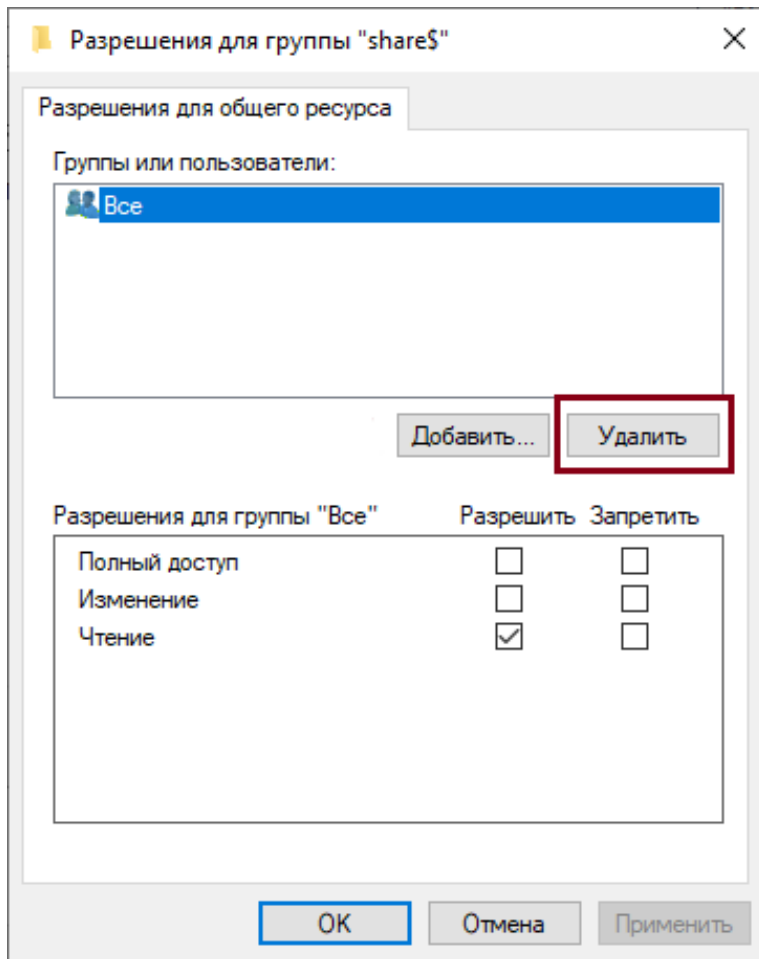 Разрешения для группы "share$"
Разрешения для общего ресурса
Группы или пользователи:
Все
Добавить...
Удалить
Разрешения для группы "Все" Разрешить Запретить
Полный доступ
Изменение
Чтение
ОК Отмена Применить